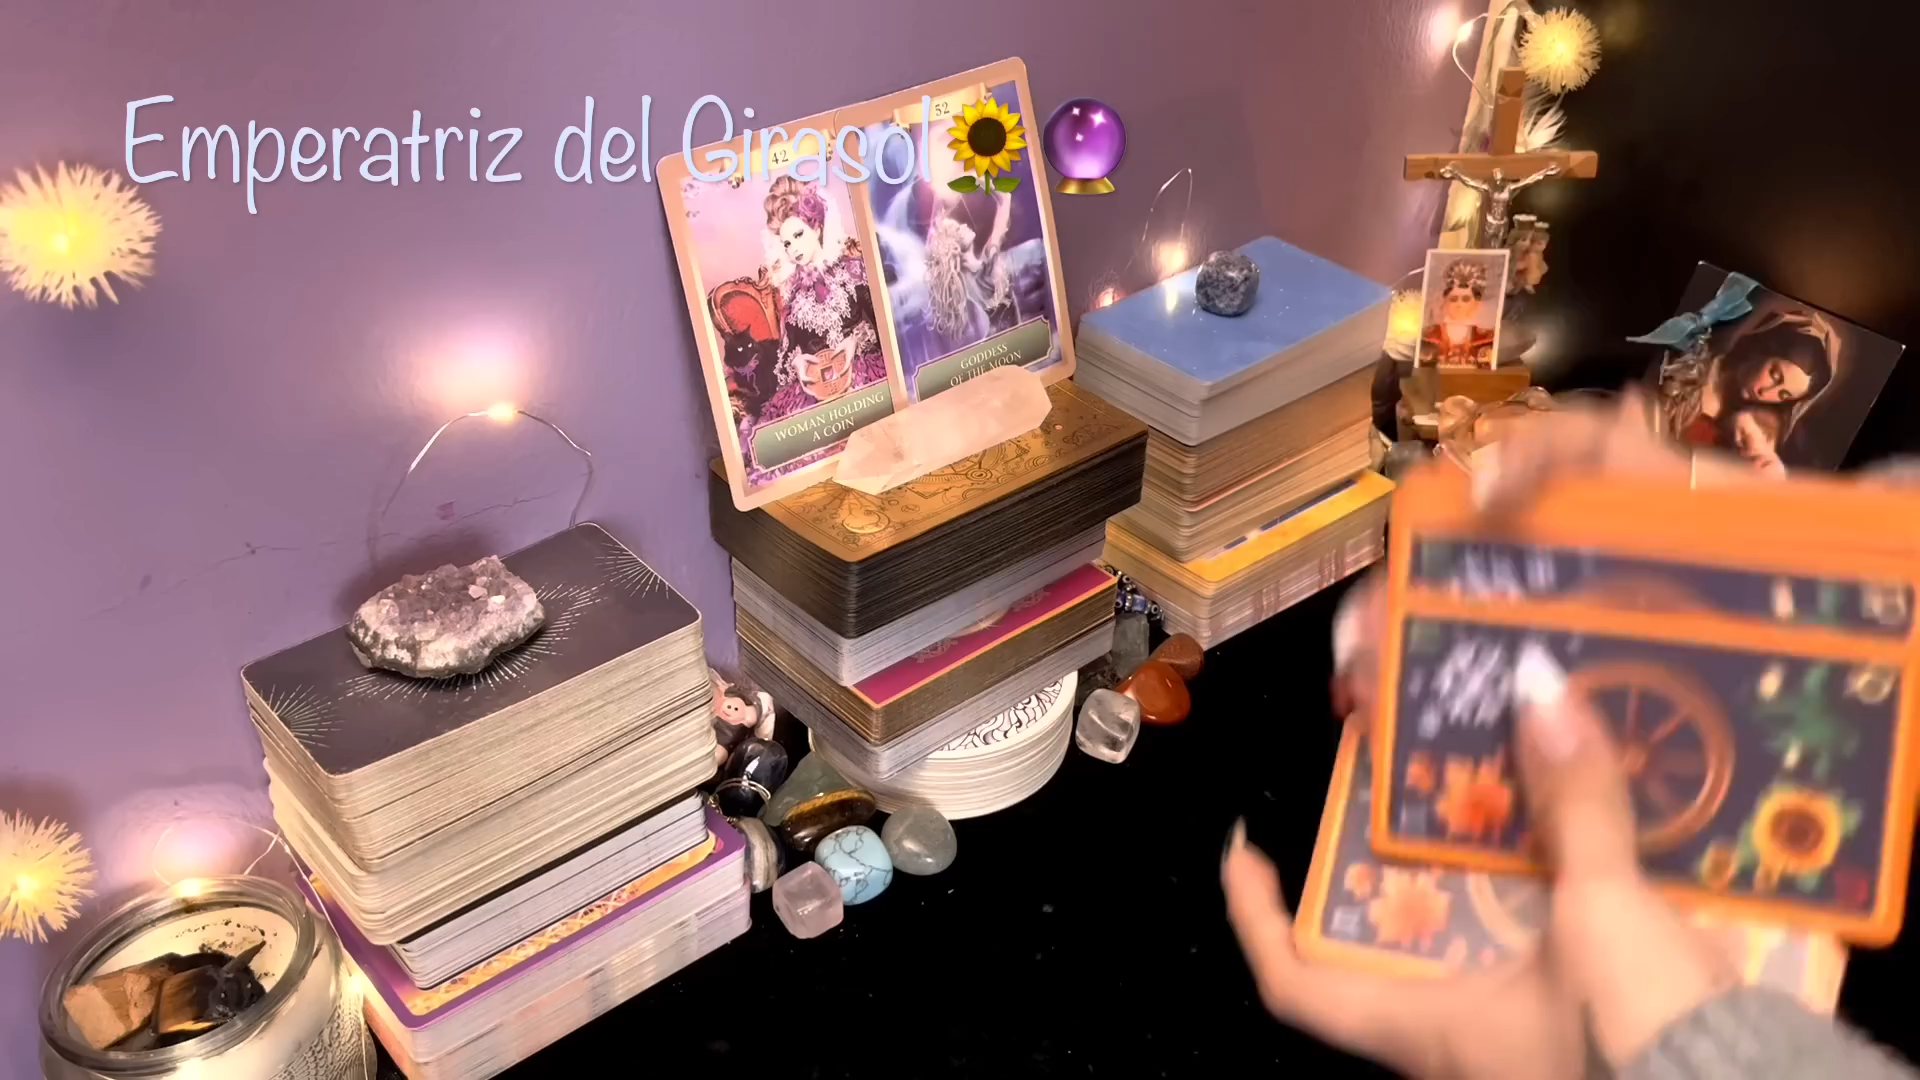 Emperatriz del Girasol🌻🔮
42
52
WOMAN HOLDING
A COIN
GODDESS
OF THE MOON